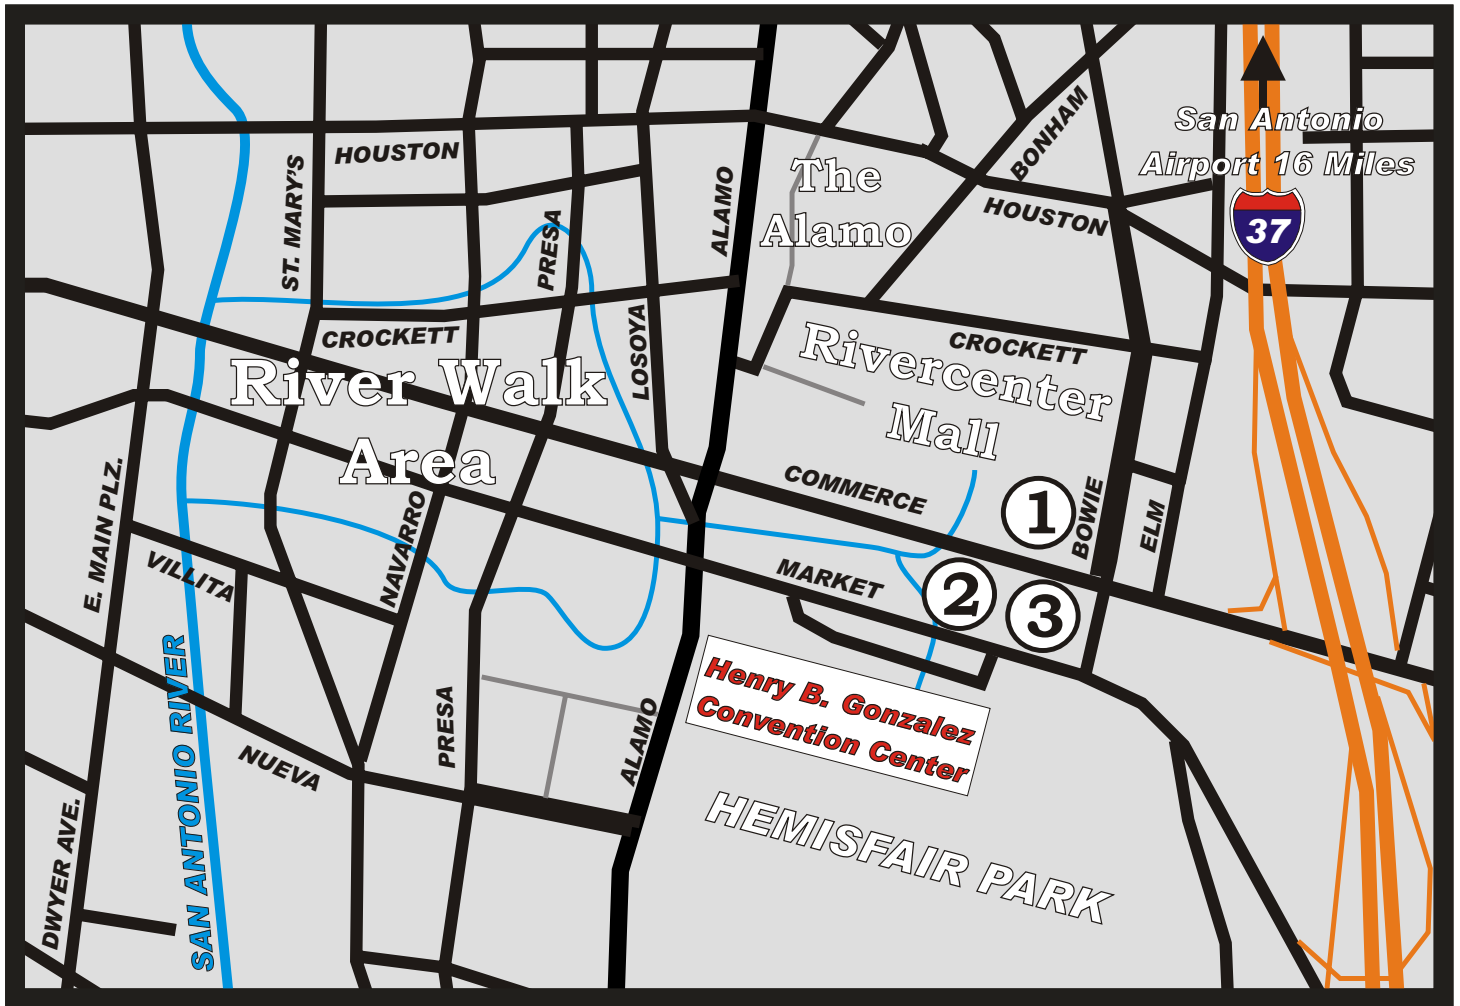 San Antonio
Airport 16 Miles
37
HOUSTON
ST. MARY'S
PRESA
ALAMO
The
Alamo
BONHAM
HOUSTON
CROCKETT
LOSOYA
CROCKETT
River Walk
Area
Rivercenter
Mall
COMMERCE
1
BOWIE
ELM
E. MAIN PLZ.
VILLITA
NAVARRO
MARKET
2
3
SAN ANTONIO RIVER
NUEVA
PRESA
ALAMO
Henry B. Gonzalez
Convention Center
HEMISFAIR PARK
DWYER AVE.